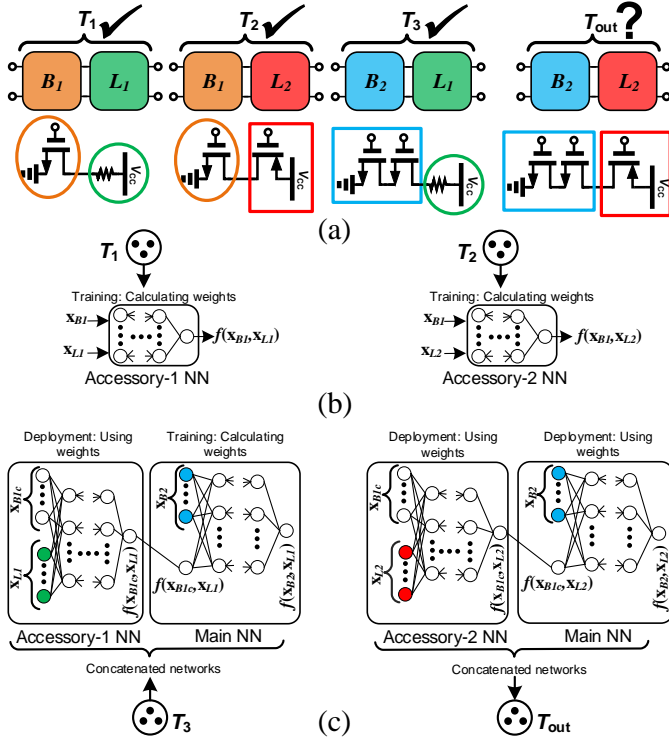 T1 T2 T3 Tout ?
B1 L1 B1 L2 B2 L1 B2 L2
Vcc Vcc Vcc Vcc
(a)
T1 T2
Training: Calculating weights Training: Calculating weights
xB1 xB1
f(xB1,xL1) f(xB1,xL2)
xL1 xL2
Accessory-1 NN Accessory-2 NN
(b)
Deployment: Using weights
Training: Calculating weights
Deployment: Using weights
Deployment: Using weights
xB1c xB2 xB1c xB2
xL1 f(xB1c,xL1) f(xB1c,xL1) f(xB2,xL1)
xL2 f(xB1c,xL2) f(xB1c,xL2) f(xB2,xL2)
Accessory-1 NN Main NN Accessory-2 NN Main NN
Concatenated networks Concatenated networks
T3 (c) Tout